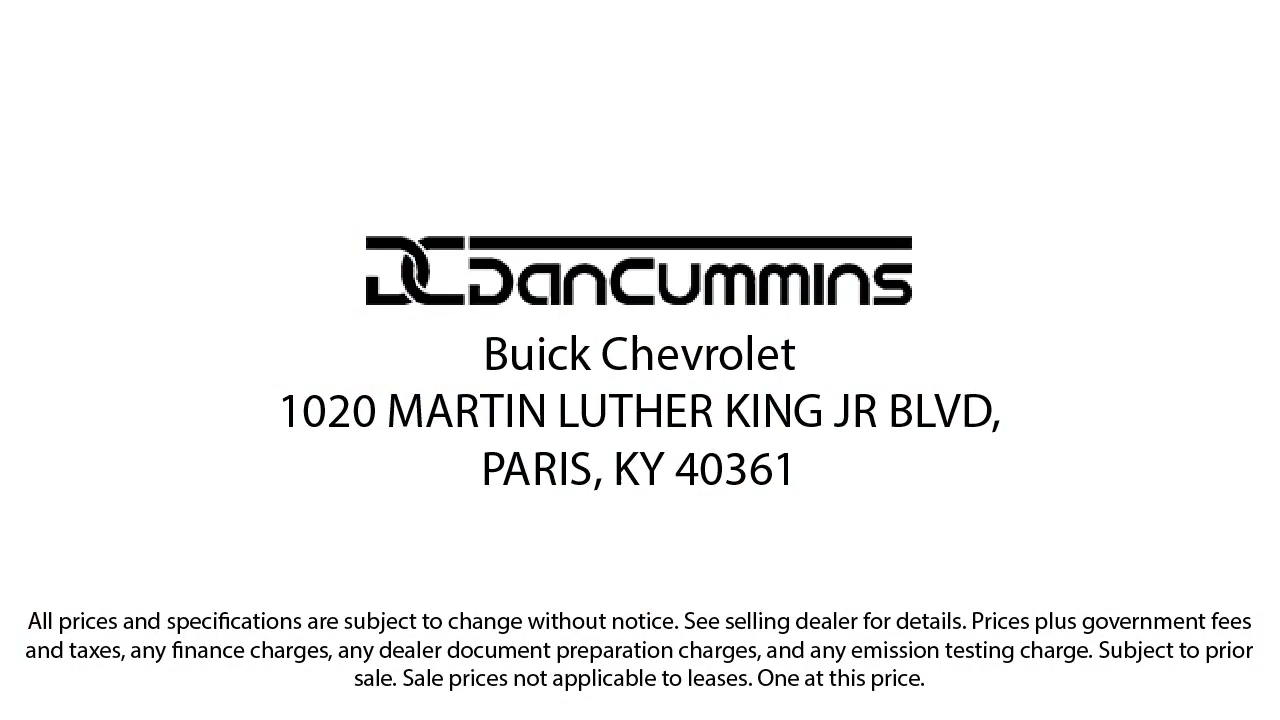 DC DanCummins
Buick Chevrolet
1020 MARTIN LUTHER KING JR BLVD,
PARIS, KY 40361
All prices and specifications are subject to change without notice. See selling dealer for details. Prices plus government fees
and taxes, any finance charges, any dealer document preparation charges, and any emission testing charge. Subject to prior
sale. Sale prices not applicable to leases. One at this price.